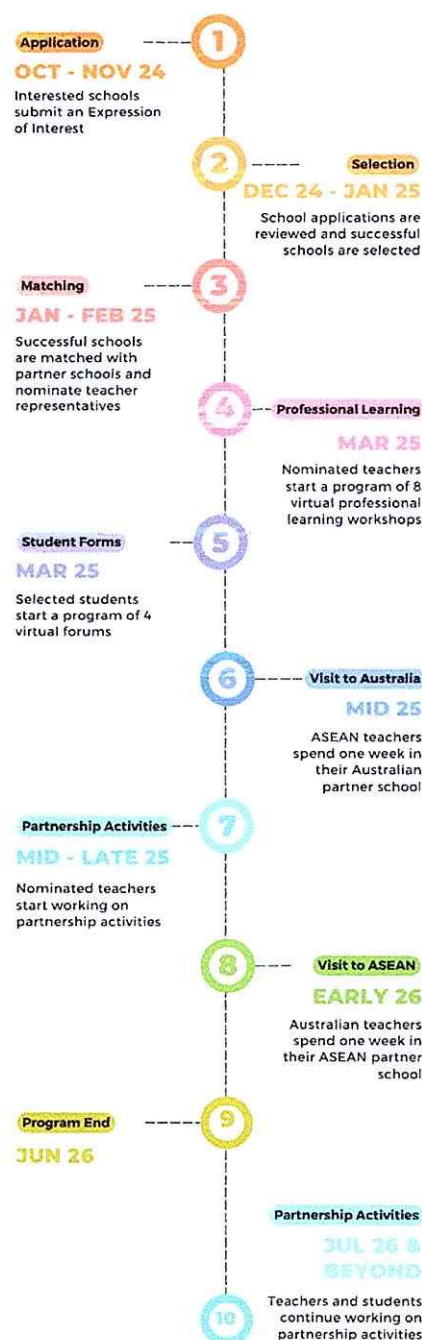 1
Application
OCT - NOV 24
Interested schools
submit an Expression
of Interest
2
Selection
DEC 24 - JAN 25
School applications are
reviewed and successful
schools are selected
3
Matching
JAN - FEB 25
Successful schools
are matched with
partner schools and
nominate teacher
representatives
4
Professional Learning
MAR 25
Nominated teachers
start a program of 8
virtual professional
learning workshops
5
Student Forms
MAR 25
Selected students
start a program of 4
virtual forums
6
Visit to Australia
MID 25
ASEAN teachers
spend one week in
their Australian
partner school
7
Partnership Activities
MID - LATE 25
Nominated teachers
start working on
partnership activities
8
Visit to ASEAN
EARLY 26
Australian teachers
spend one week in
their ASEAN partner
school
9
Program End
JUN 26
Partnership Activities
JUL 26 &
BEYOND
10
Teachers and students
continue working on
partnership activities